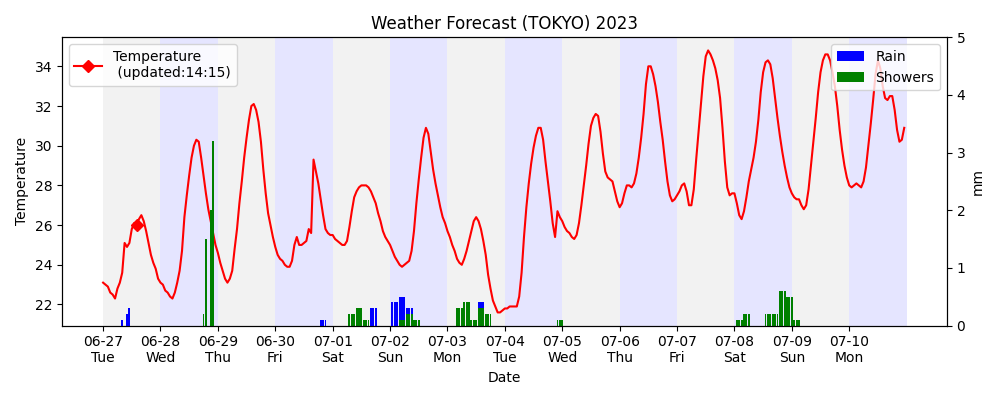 Weather Forecast (TOKYO) 2023
Temperature
(updated:14:15)
Rain
Showers
Temperature
34
32
30
28
26
24
22
5
4
3
2
1
0
mm
06-27 06-28 06-29 06-30 07-01 07-02 07-03 07-04 07-05 07-06 07-07 07-08 07-09 07-10
Tue Wed Thu Fri Sat Sun Mon Tue Wed Thu Fri Sat Sun Mon
Date